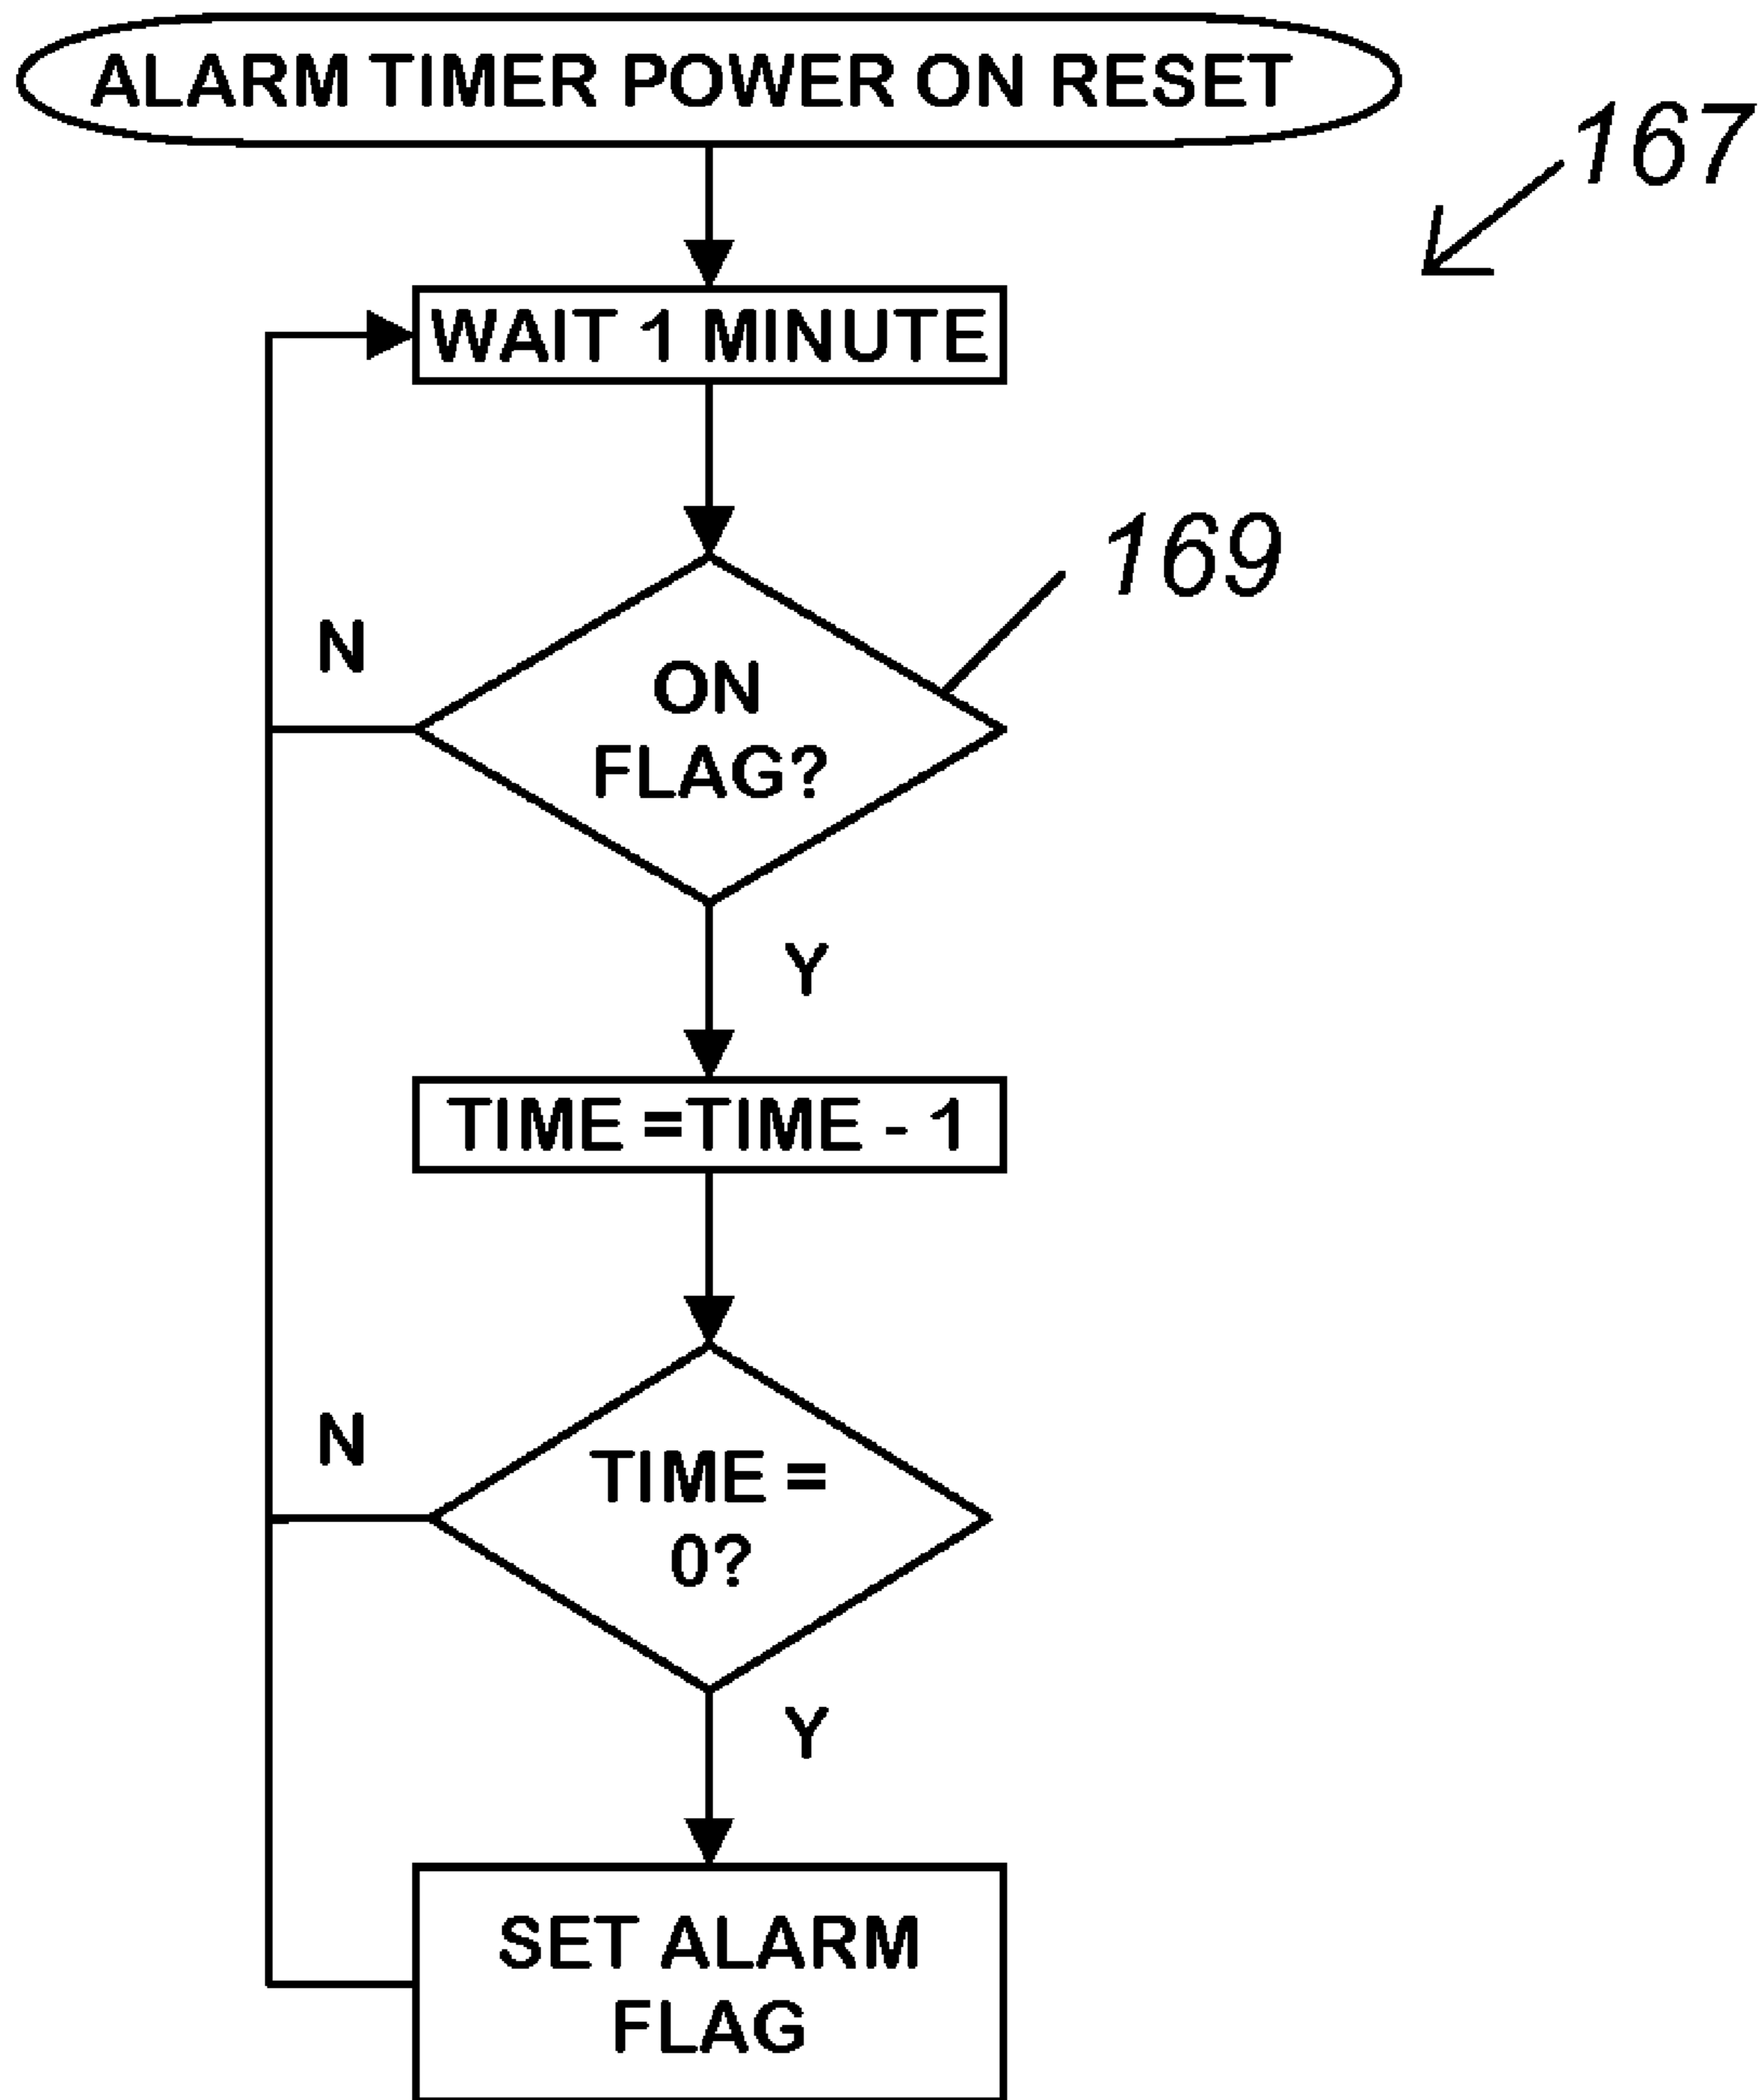 ALARM TIMER POWER ON RESET
167
WAIT 1 MINUTE
169
N
ON
FLAG?
Y
TIME =TIME - 1
N
TIME =
0?
Y
SET ALARM
FLAG